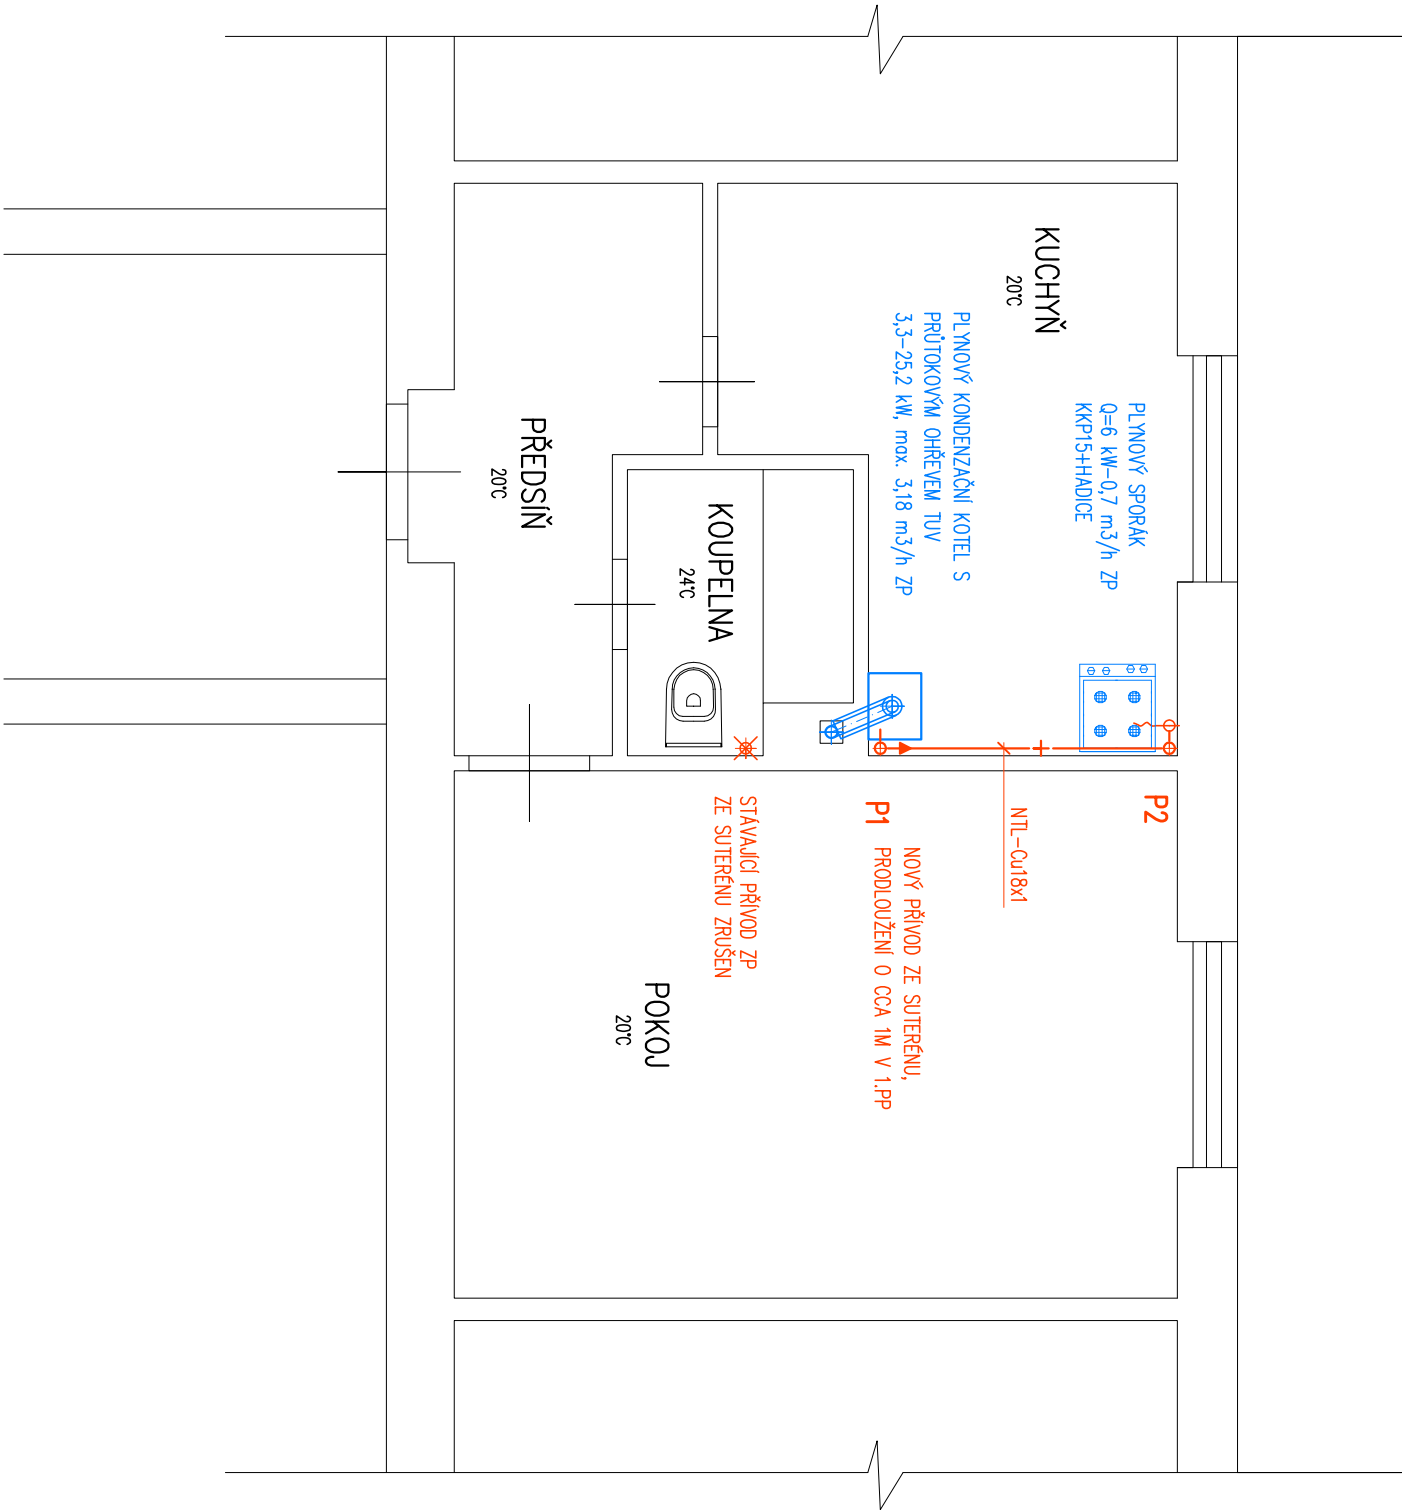 KUCHYŇ
20°C
PLYNOVÝ SPORÁK
Q=6 kW-0,7 m3/h ZP
KKP15+HADICE
PLYNOVÝ KONDENZAČNÍ KOTEL S
PRŮTOKOVÝM OHŘEVEM TUV
3,3-25,2 kW, max. 3,18 m3/h ZP
PŘEDSÍŇ
20°C
KOUPELNA
24°C
P2
NTL-Cu18x1
P1
NOVÝ PŘÍVOD ZE SUTERÉNU,
PRODLOUŽENÍ O CCA 1M V 1.PP
STÁVAJÍCÍ PŘÍVOD ZP
ZE SUTERÉNU ZRUŠEN
POKOJ
20°C